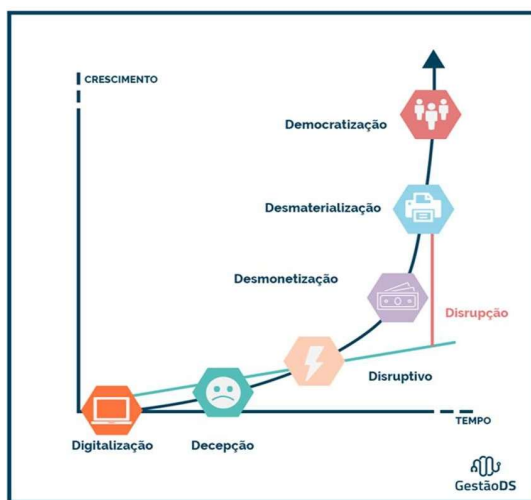 CRESCIMENTO
Democratização
Desmaterialização
Desmonetização
Disrupção
Disruptivo
TEMPO
Digitalização
Decepção
GestãoDS